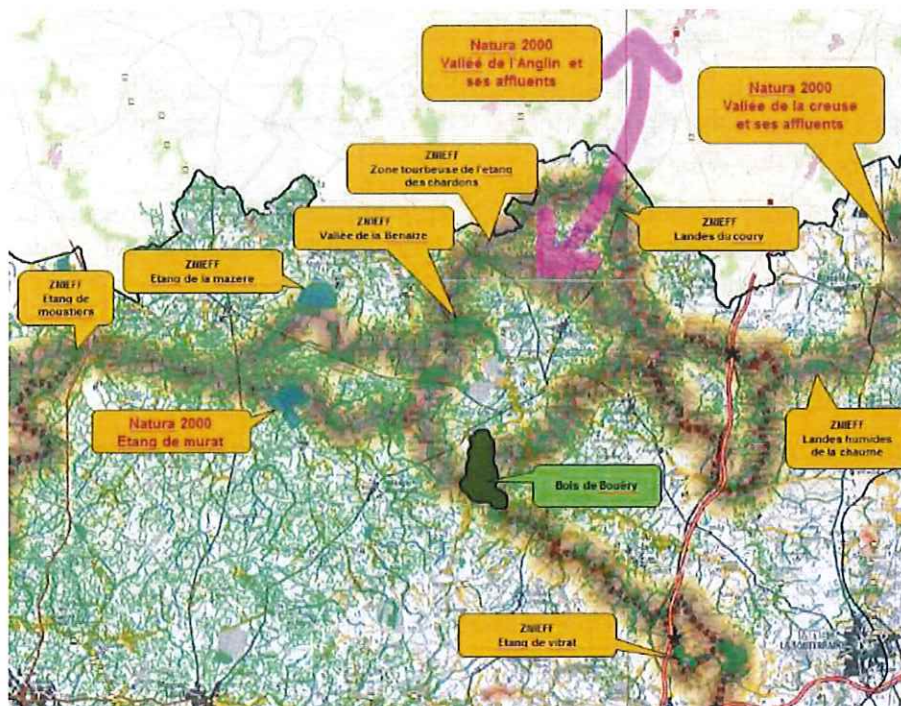 Natura 2000
Vallée de l'Anglin et
ses affluents
Natura 2000
Vallée de la creuse
et ses affluents
ZNIEFF
Zone tourbeuse de l'etang
des chardons
ZNIEFF
Vallée de la Benaize
ZNIEFF
Landes du coury
ZNIEFF
Etang de la mazere
ZNIEFF
Etang de
moustiers
Natura 2000
Etang de murat
ZNIEFF
Landes humides
de la chaume
Bois de Bouéry
ZNIEFF
Etang de vitrat
LA SOUTERRAINE